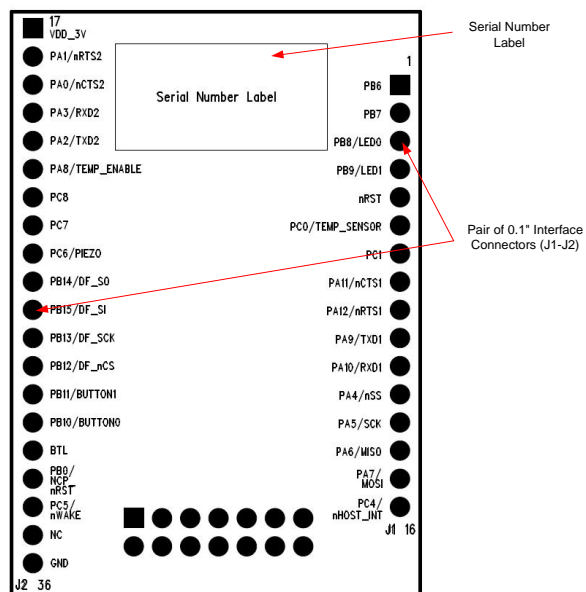 17
VDD_3V
PA1/nRTS2
PA0/nCTS2
PA3/RXD2
PA2/TXD2
PA8/TEMP_ENABLE
PC8
PC7
PC6/PIEZO
PB14/DF_SO
PB15/DF_SI
PB13/DF_SCK
PB12/DF_nCS
PB11/BUTTON1
PB10/BUTTON0
BTL
PB0/
NCP_
nRST
PC5/
nWAKE
NC
GND
J2 36
Serial Number Label
1
PB6
PB7
PB8/LED0
PB9/LED1
nRST
PC0/TEMP_SENSOR
PC1
PA11/nCTS1
PA12/nRTS1
PA9/TXD1
PA10/RXD1
PA4/nSS
PA5/SCK
PA6/MISO
PA7/
MOSI
PC4/
nHOST_INT
J1 16
Serial Number
Label
Pair of 0.1" Interface
Connectors (J1-J2)